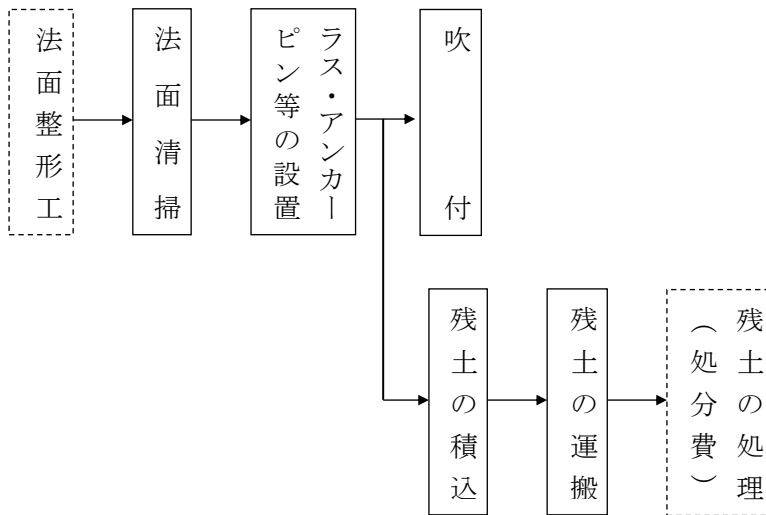 法面整形工
法面清掃
ラス・アンカー
ピン等の設置
吹付
残土の積込
残土の運搬
残土の処理
（処分費）